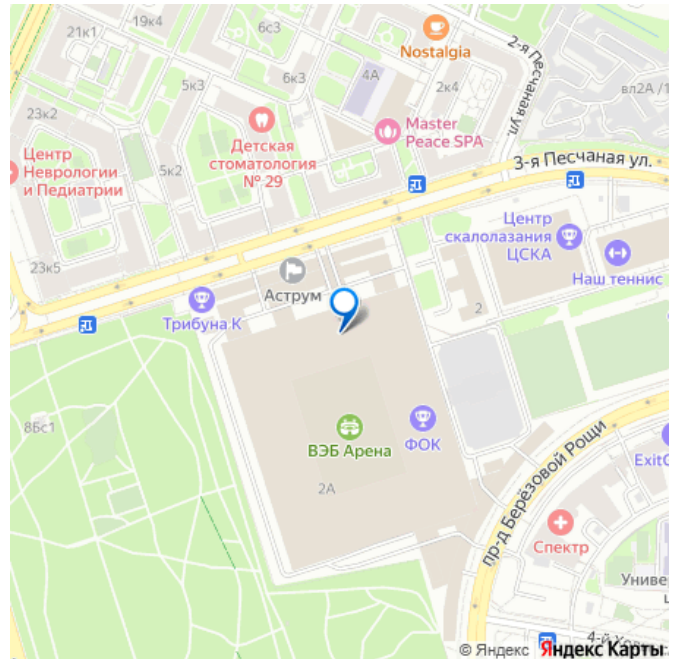 19к4
21к1
6с3
Nostalgia
2-я Песчаная ул.
5к3
6к3
4А
2к4
вл2А /1
23к2
Master
Peace SPA
Детская
стоматология
№ 29
Центр
Неврологии
и Педиатрии
5к2
3-я Песчаная ул.
Центр
скалолазания
ЦСКА
23к5
Наш теннис
Аструм
2
Трибуна К
8Бс1
ВЭБ Арена
ФОК
2А
пр-д Берёзовой Рощи
Спектр
4-й
© Яндекс Яндекс Карты